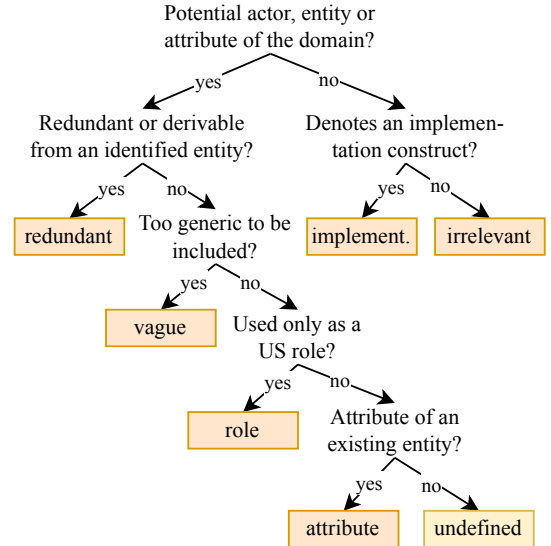 Potential actor, entity or
attribute of the domain?
yes
no
Redundant or derivable
from an identified entity?
Denotes an implemen-
tation construct?
yes
no
yes
no
redundant
Too generic to be
included?
implement.
irrelevant
yes
no
vague
Used only as a
US role?
yes
no
role
Attribute of an
existing entity?
yes
no
attribute
undefined